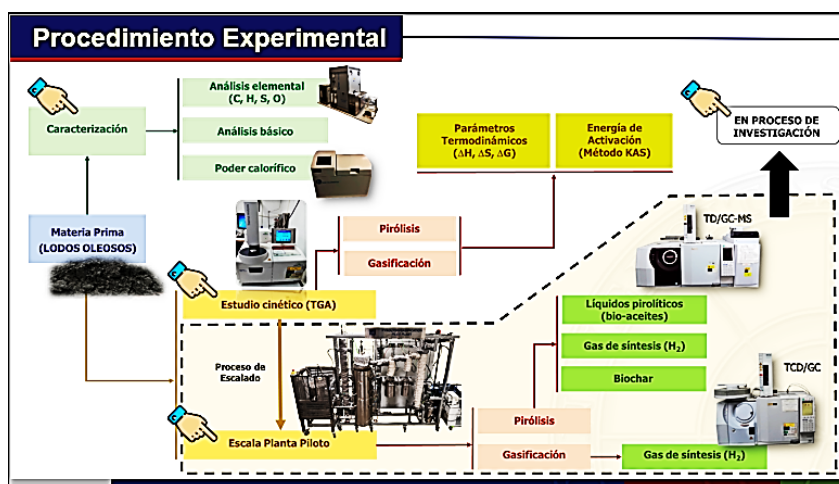 Procedimiento Experimental
Análisis elemental
(C, H, S, O)
Caracterización
Análisis básico
Poder calorífico
Parámetros
Termodinámicos
(ΔH, ΔS, ΔG)
Energía de
Activación
(Método KAS)
EN PROCESO DE
INVESTIGACIÓN
Materia Prima
(LODOS OLEOSOS)
Pirólisis
Gasificación
TD/GC-MS
Estudio cinético (TGA)
Líquidos pirolíticos
(bio-aceites)
Gas de síntesis (H₂)
Biochar
TCD/GC
Proceso de
Escalado
Escala Planta Piloto
Pirólisis
Gasificación
Gas de síntesis (H₂)